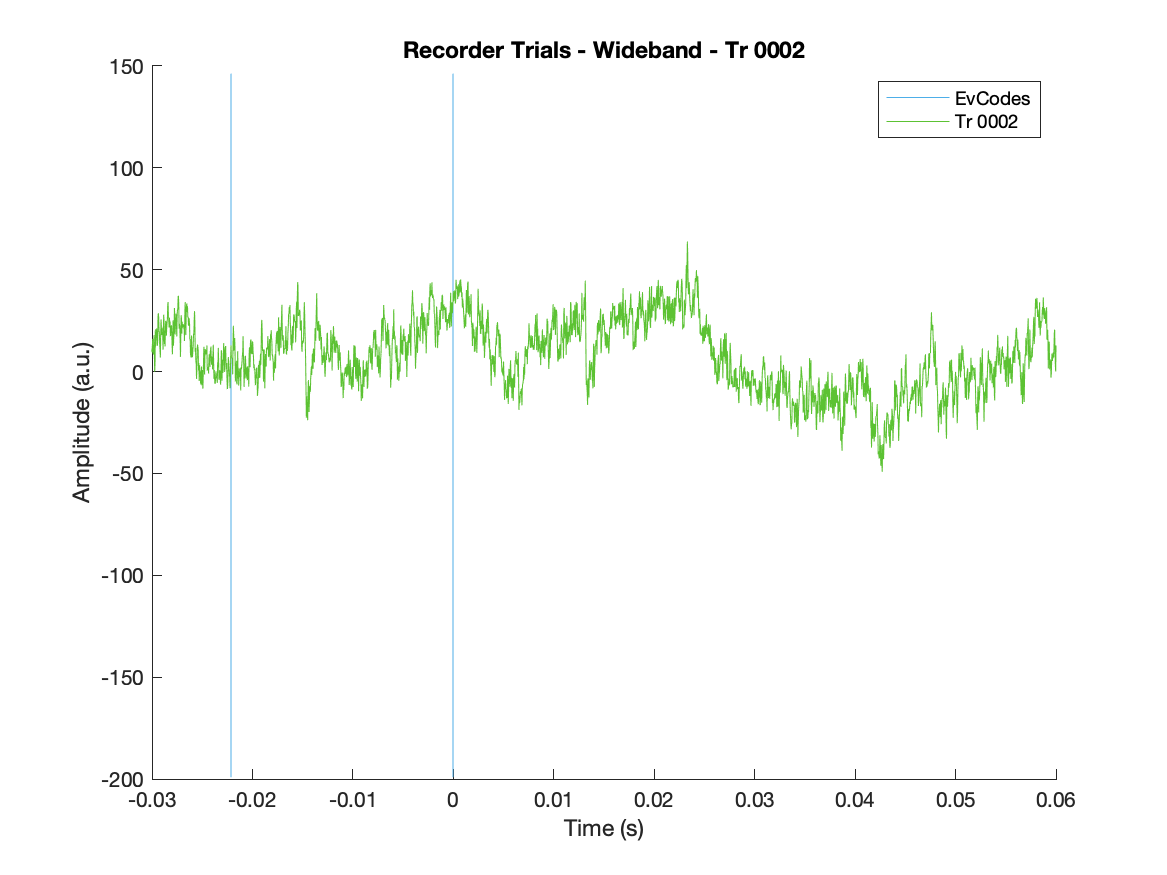 Recorder Trials - Wideband - Tr 0002
150
EvCodes
Tr 0002
100
50
0
-50
-100
-150
-200
Amplitude (a.u.)
-0.03 -0.02 -0.01 0 0.01 0.02 0.03 0.04 0.05 0.06
Time (s)